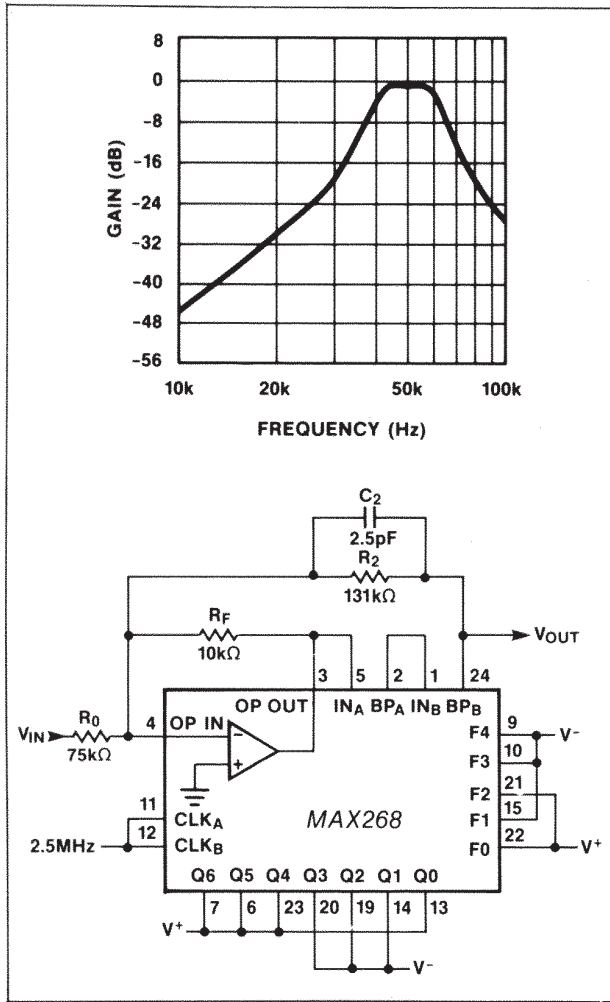 8
0
-8
-16
-24
-32
-40
-48
-56
GAIN (dB)
10k 20k 50k 100k
FREQUENCY (Hz)
C2
2.5pF
R2
131kΩ
RF
10kΩ
VOUT
3 5 2 1 24
OP OUT INA BPA INB BPB
R0
VIN
75kΩ
4 OP IN
−
+
F4 9 V−
F3 10
F2 21
F1 15
F0 22 V+
MAX268
11 CLKA
12 CLKB
2.5MHz
Q6 Q5 Q4 Q3 Q2 Q1 Q0
7 6 23 20 19 14 13
V+
V−